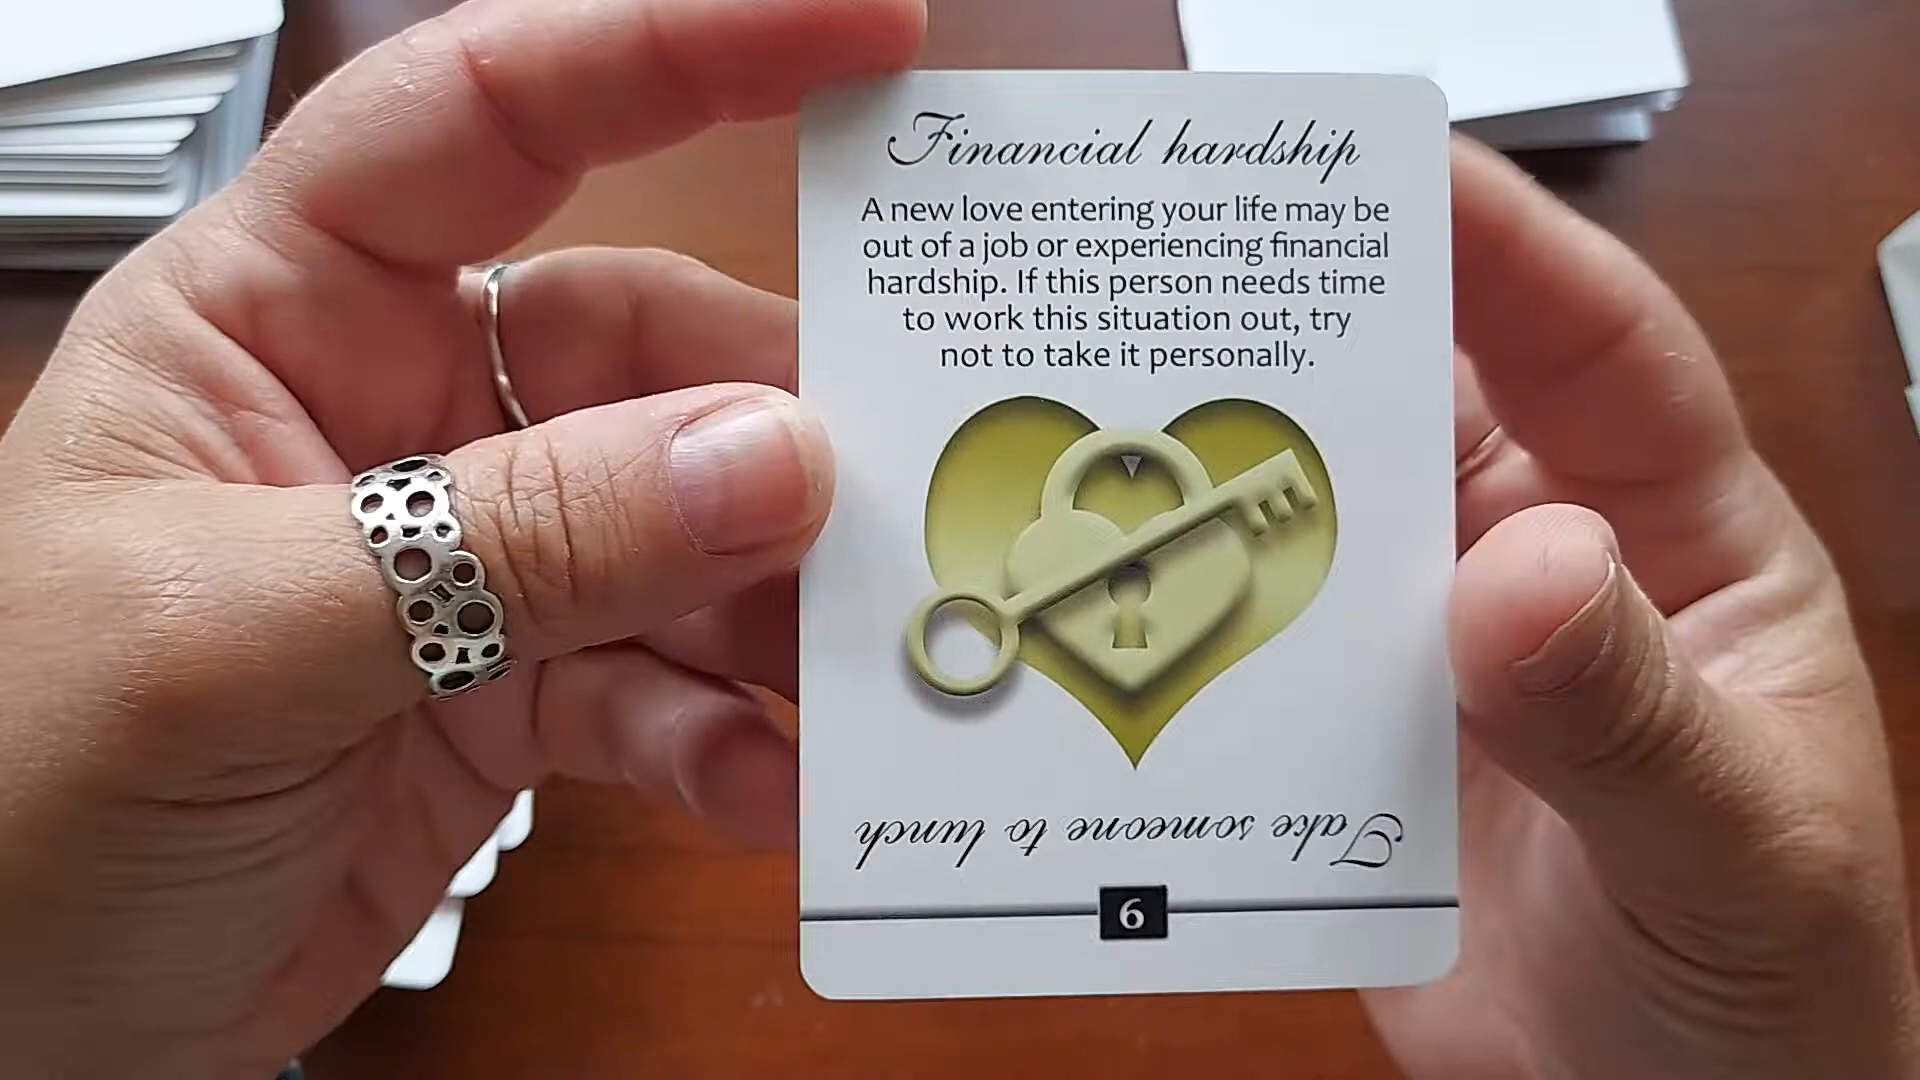 Financial hardship
A new love entering your life may be
out of a job or experiencing financial
hardship. If this person needs time
to work this situation out, try
not to take it personally.
Take someone to lunch
6